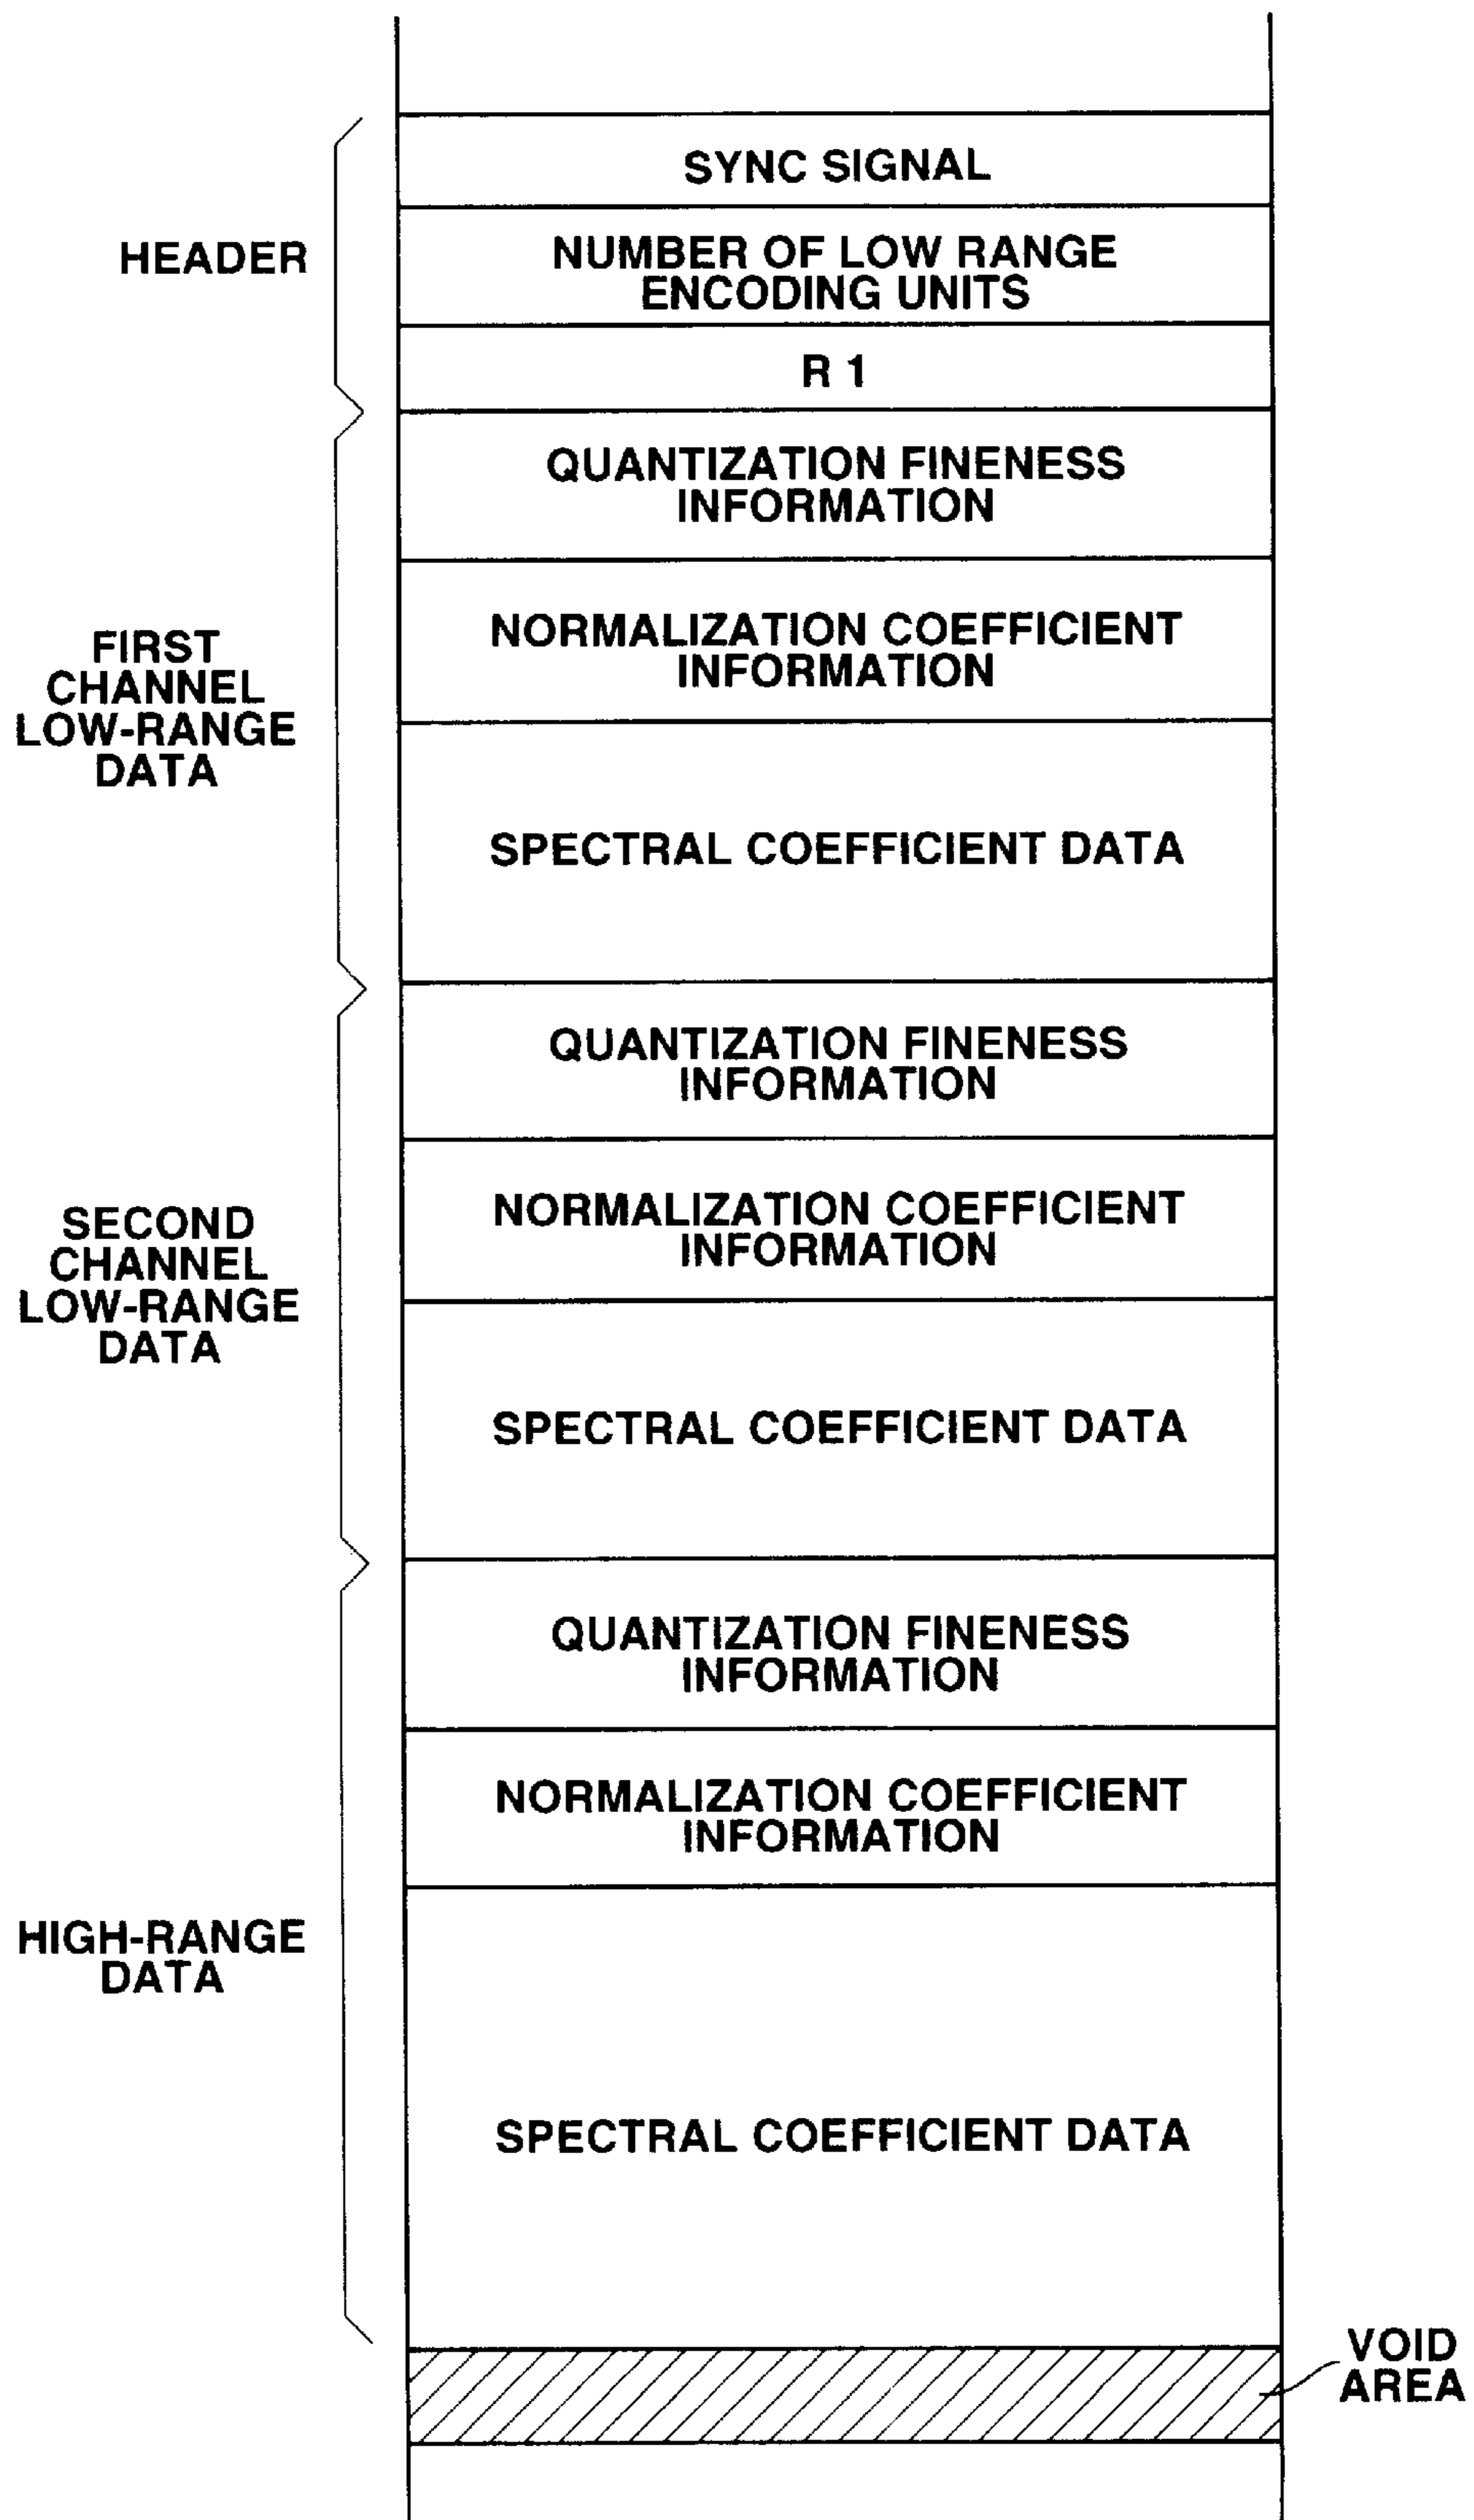 HEADER
SYNC SIGNAL
NUMBER OF LOW RANGE
ENCODING UNITS
R 1
FIRST
CHANNEL
LOW-RANGE
DATA
QUANTIZATION FINENESS
INFORMATION
NORMALIZATION COEFFICIENT
INFORMATION
SPECTRAL COEFFICIENT DATA
SECOND
CHANNEL
LOW-RANGE
DATA
QUANTIZATION FINENESS
INFORMATION
NORMALIZATION COEFFICIENT
INFORMATION
SPECTRAL COEFFICIENT DATA
HIGH-RANGE
DATA
QUANTIZATION FINENESS
INFORMATION
NORMALIZATION COEFFICIENT
INFORMATION
SPECTRAL COEFFICIENT DATA
VOID
AREA